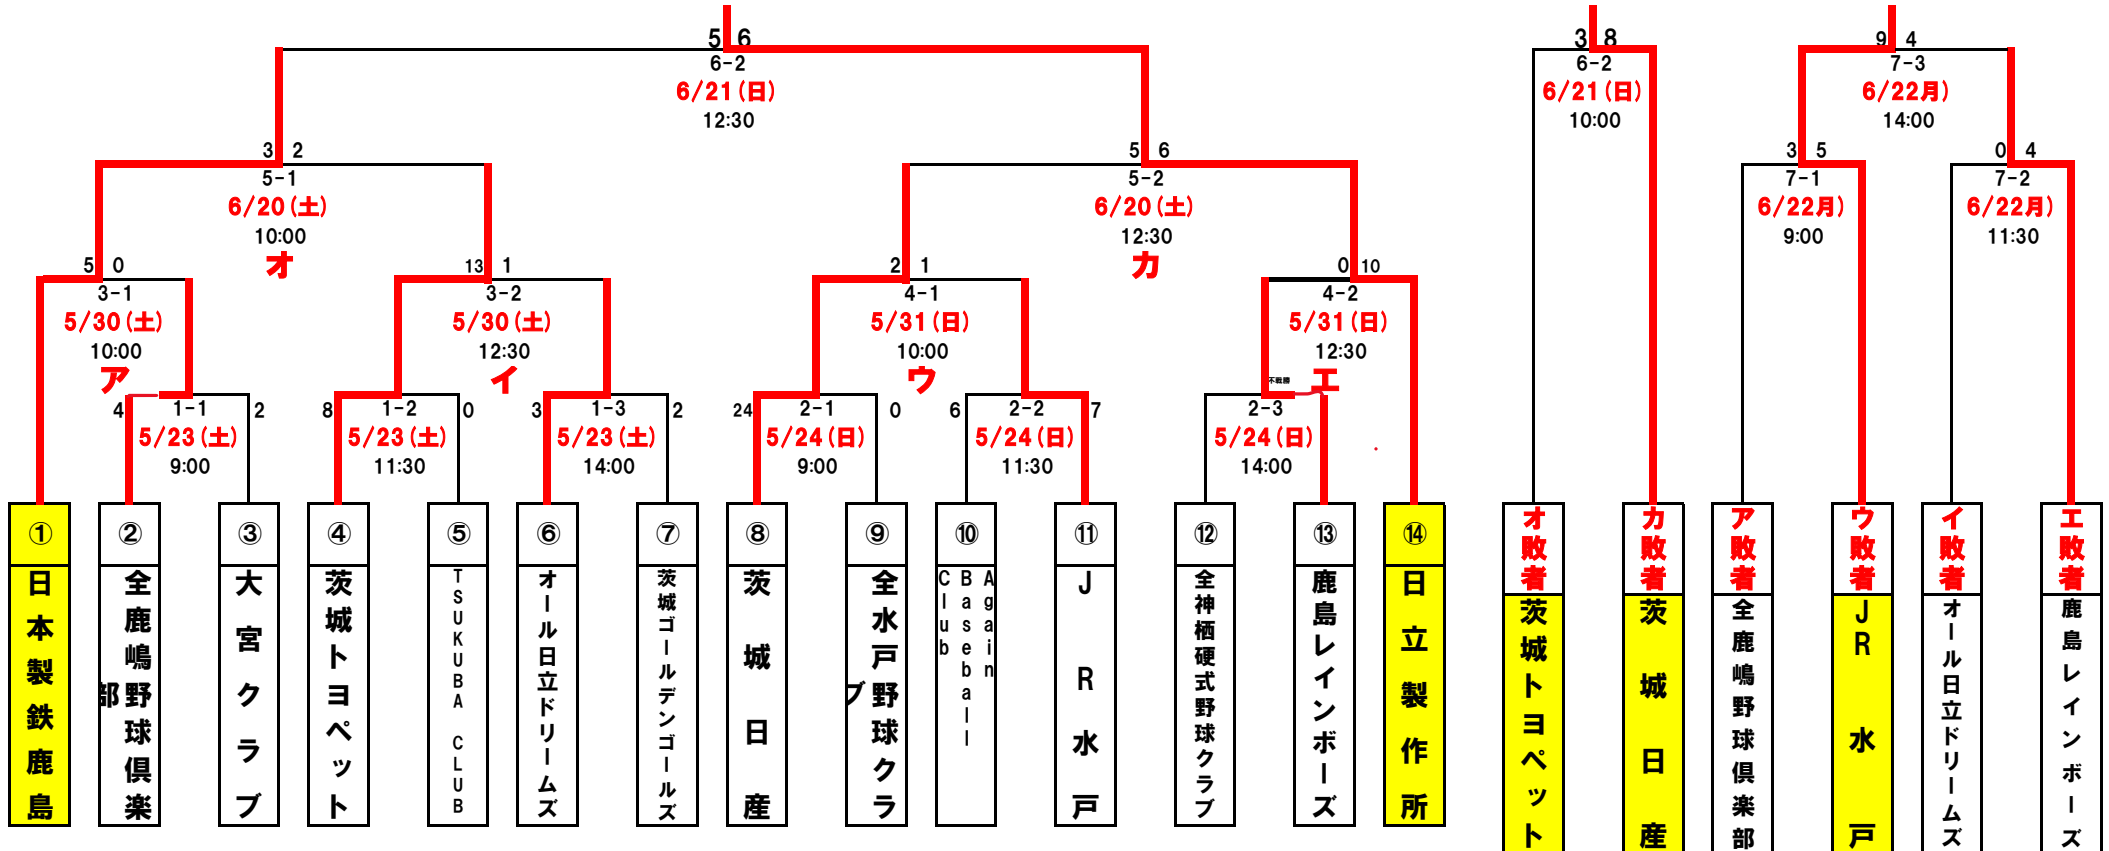 5 6
6-2
6/21(日)
12:30
3 8
6-2
6/21(日)
10:00
9 4
7-3
6/22月)
14:00
3 2
5-1
6/20(土)
10:00
オ
5 6
5-2
6/20(土)
12:30
カ
3 5
7-1
6/22月)
9:00
0 4
7-2
6/22月)
11:30
5 0
3-1
5/30(土)
10:00
ア
13 1
3-2
5/30(土)
12:30
イ
2 1
4-1
5/31(日)
10:00
ウ
0 10
4-2
5/31(日)
12:30
エ
4 1-1 2
5/23(土)
9:00
8 1-2 0
5/23(土)
11:30
3 1-3 2
5/23(土)
14:00
24 2-1 0
5/24(日)
9:00
6 2-2 7
5/24(日)
11:30
不戦勝
2-3
5/24(日)
14:00
①
日本製鉄鹿島
②
全鹿嶋野球倶楽部
③
大宮クラブ
④
茨城トヨペット
⑤
TSUKUBA CLUB
⑥
オール日立ドリームズ
⑦
茨城ゴールデンゴールズ
⑧
茨城日産
⑨
全水戸野球クラブ
⑩
Again
Baseball
Club
⑪
JR水戸
⑫
全神栖硬式野球クラブ
⑬
鹿島レインボーズ
⑭
日立製作所
オ敗者
茨城トヨペット
カ敗者
茨城日産
ア敗者
全鹿嶋野球倶楽部
ウ敗者
JR水戸
イ敗者
オール日立ドリームズ
エ敗者
鹿島レインボーズ